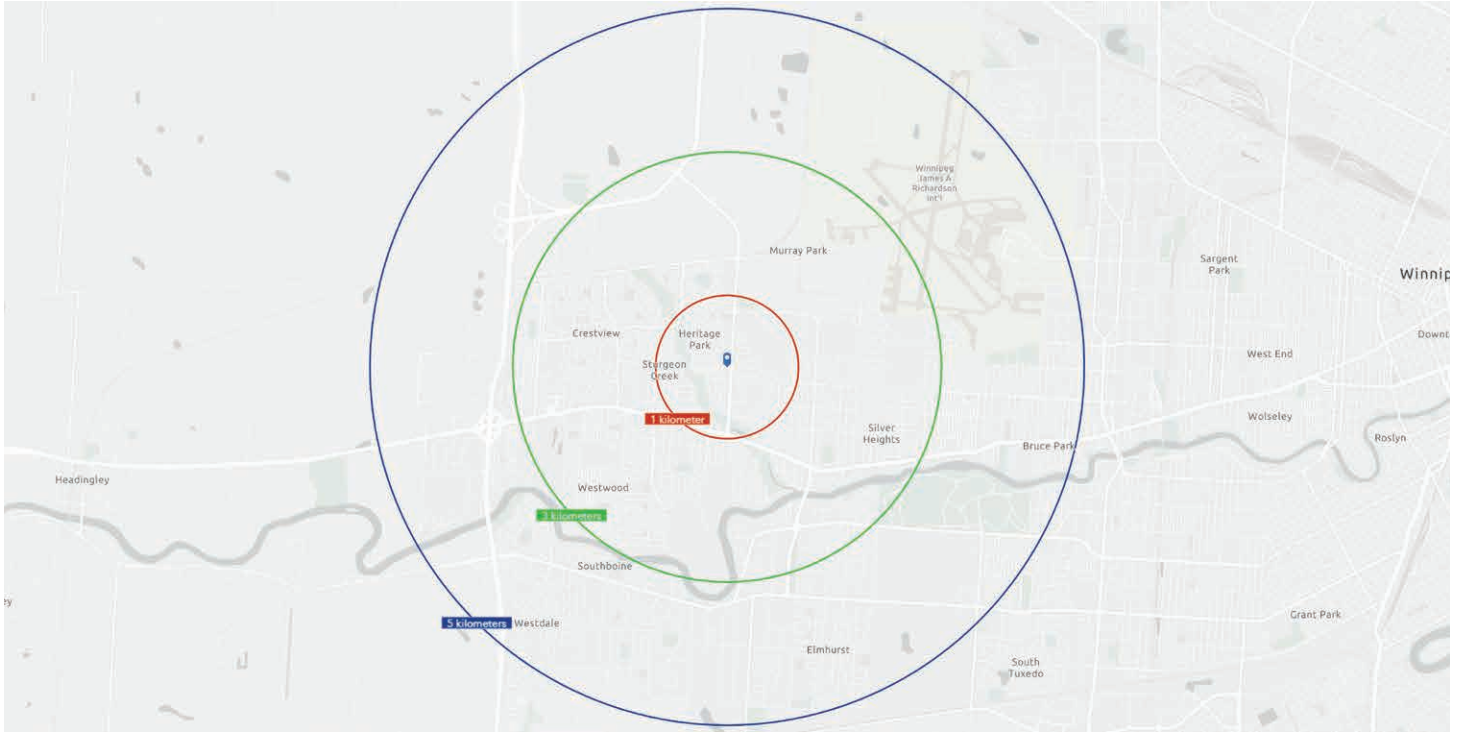 Winnipeg
James A
Richardson
Int'l
Murray Park
Sargent
Park
Winnip
Crestview
Heritage
Park
Downt
West End
Sturgeon
Creek
1 kilometer
Wolseley
Silver
Heights
Roslyn
Bruce Park
Headingley
Westwood
3 kilometers
Southboine
ey
Grant Park
5 kilometers
Westdale
Elmhurst
South
Tuxedo